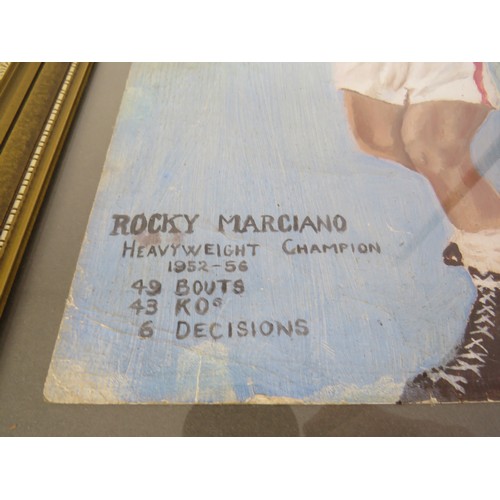 ROCKY MARCIANO
HEAVYWEIGHT CHAMPION
1952-56
49 BOUTS
43 KOS
6 DECISIONS